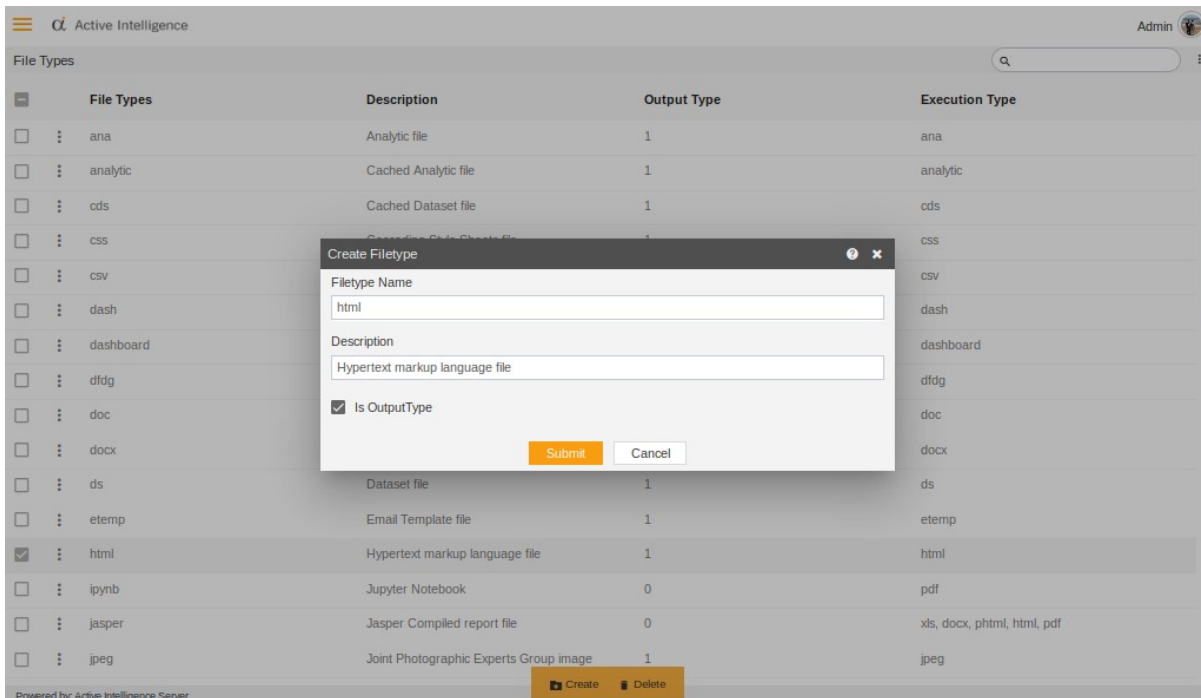 Active Intelligence
Admin
File Types
File Types Description Output Type Execution Type
ana Analytic file 1 ana
analytic Cached Analytic file 1 analytic
cds Cached Dataset file 1 cds
css Cascading Style Sheets file 1 css
Create Filetype
csv csv
Filetype Name
html
dash dash
Description
dashboard dashboard
Hypertext markup language file
dfdg dfdg
Is OutputType
doc doc
docx docx
Submit Cancel
ds Dataset file 1 ds
etemp Email Template file 1 etemp
html Hypertext markup language file 1 html
ipynb Jupyter Notebook 0 pdf
jasper Jasper Compiled report file 0 xls, docx, phtml, html, pdf
jpeg Joint Photographic Experts Group image 1 jpeg
Create Delete
Powered by: Active Intelligence Server